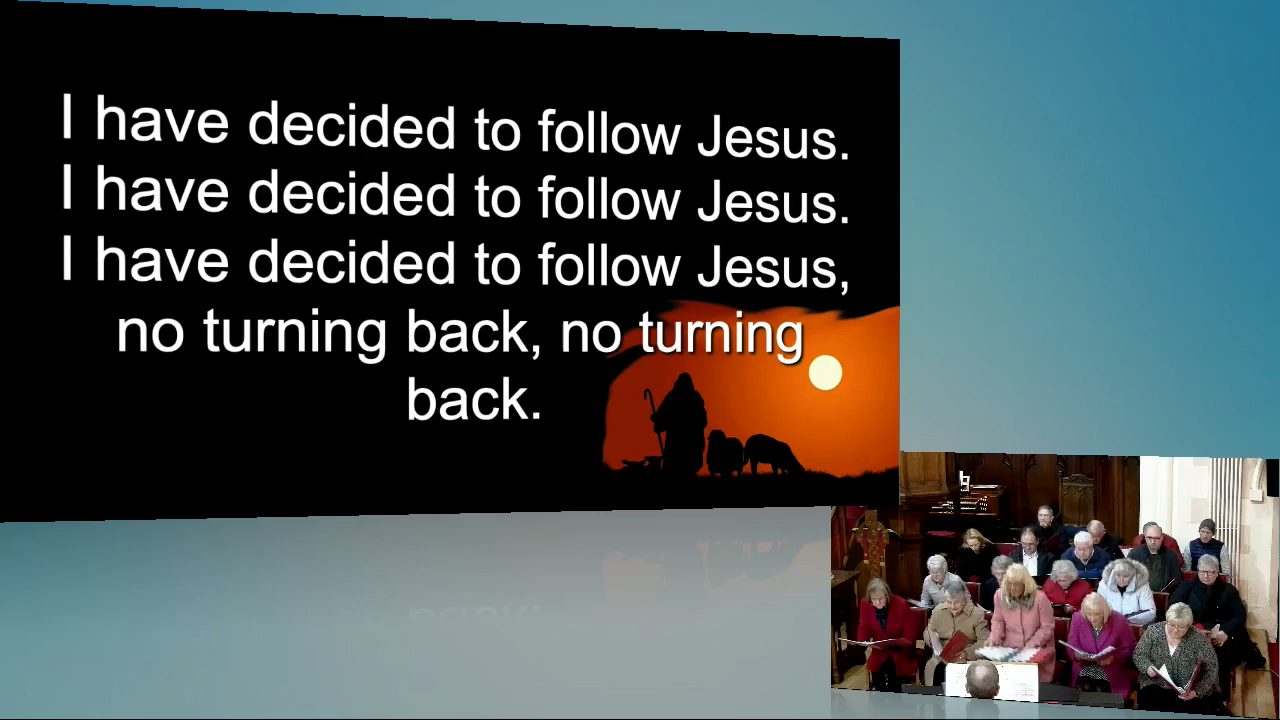 I have decided to follow Jesus.
I have decided to follow Jesus.
I have decided to follow Jesus,
no turning back, no turning
back.